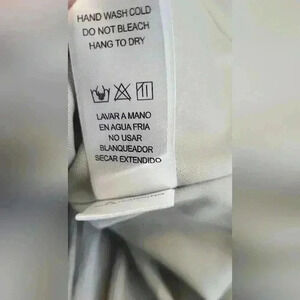 HAND WASH COLD
DO NOT BLEACH
HANG TO DRY
LAVAR A MANO
EN AGUA FRIA
NO USAR
BLANQUEADOR
SECAR EXTENDIDO